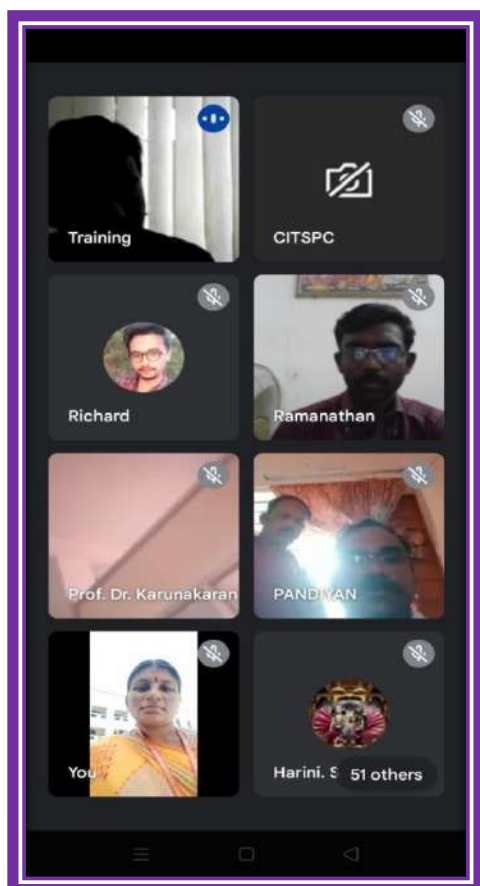 Training
CITSPC
Richard
Ramanathan
Prof. Dr. Karunakaran
PANDIYAN
You
Harini. S
51 others